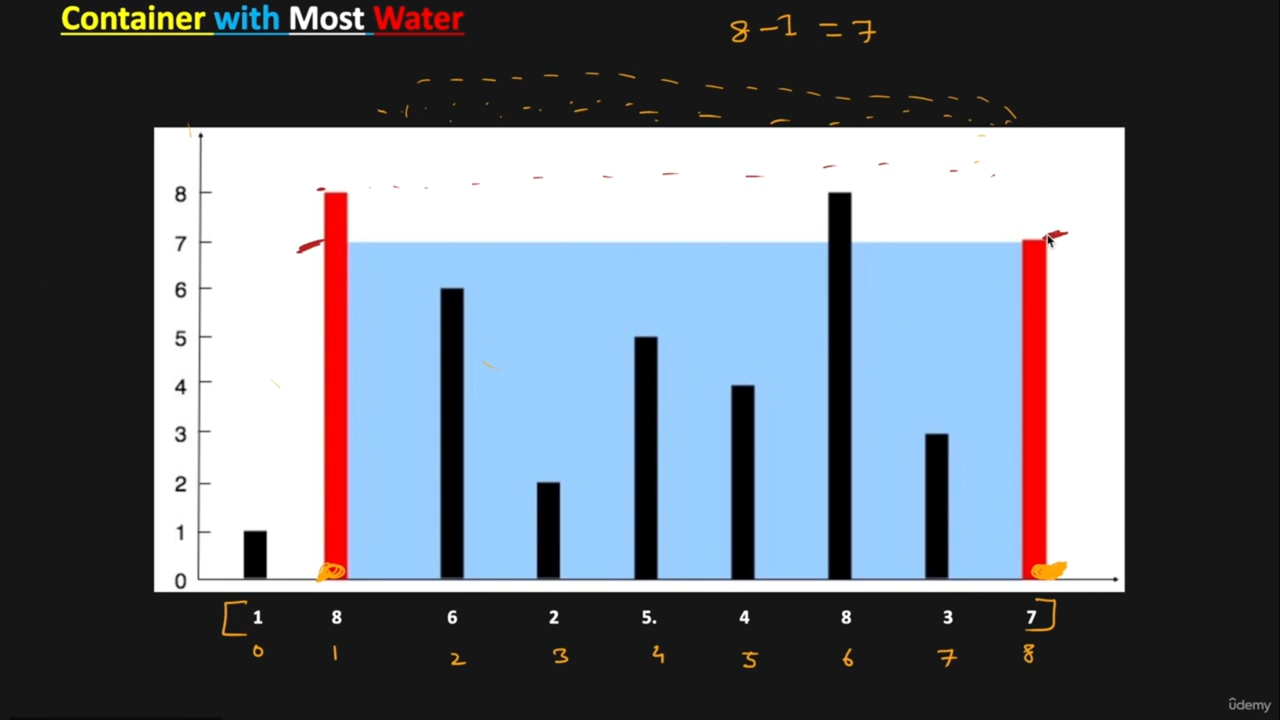 Container with Most Water
8 - 1 = 7
8
7
6
5
4
3
2
1
0
[ 1 8 6 2 5. 4 8 3 7 ]
0 1 2 3 4 5 6 7 8
ûdemy